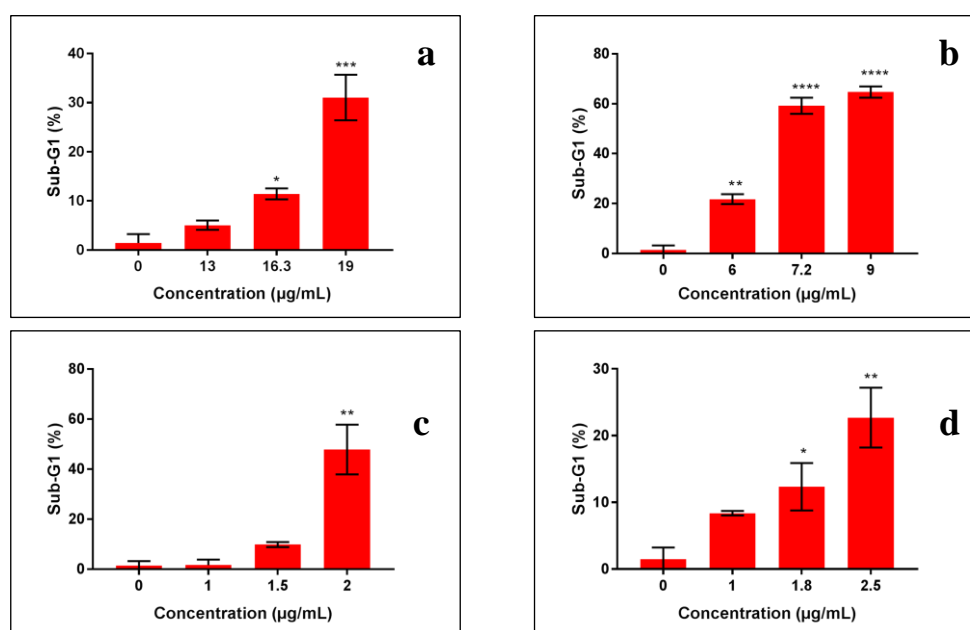 a
40
30
20
10
0
Sub-G1 (%)
*
***
0 13 16.3 19
Concentration (µg/mL)
b
80
60
40
20
0
Sub-G1 (%)
**
****
****
0 6 7.2 9
Concentration (µg/mL)
c
80
60
40
20
0
Sub-G1 (%)
**
0 1 1.5 2
Concentration (µg/mL)
d
30
20
10
0
Sub-G1 (%)
*
**
0 1 1.8 2.5
Concentration (µg/mL)